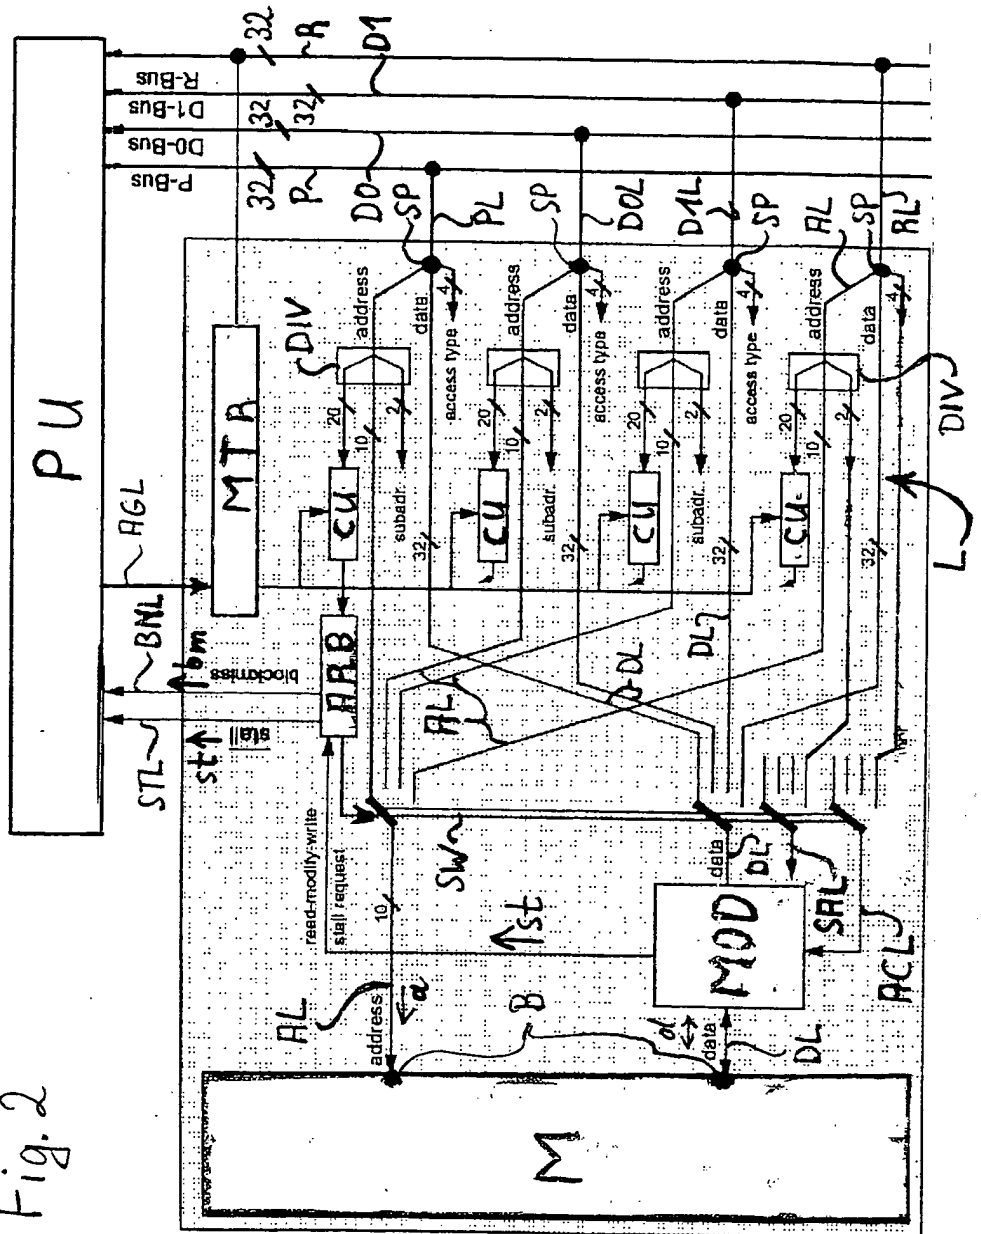 Fig. 2
PU
32
R
D1
R-Bus
D1-Bus
32
32
D0-Bus
P-Bus
32
P
D0
SP
PL
SP
D0L
D1L
SP
AL
SP
RL
AGL
BNL
bm
blockmiss
STL
st
stall
MTR
DIV
address
data
4
access type
20
10
2
subadr.
32
CU
address
data
4
access type
20
10
2
subadr.
32
CU
address
data
4
access type
20
10
2
subadr.
32
CU
address
data
4
20
10
2
32
CU
DIV
L
ARB
AL
DL
DL
SW
read-modify-write
stall request
st
10
AL
a
address
B
d
data
DL
MOD
data
DL
SAL
ACL
M